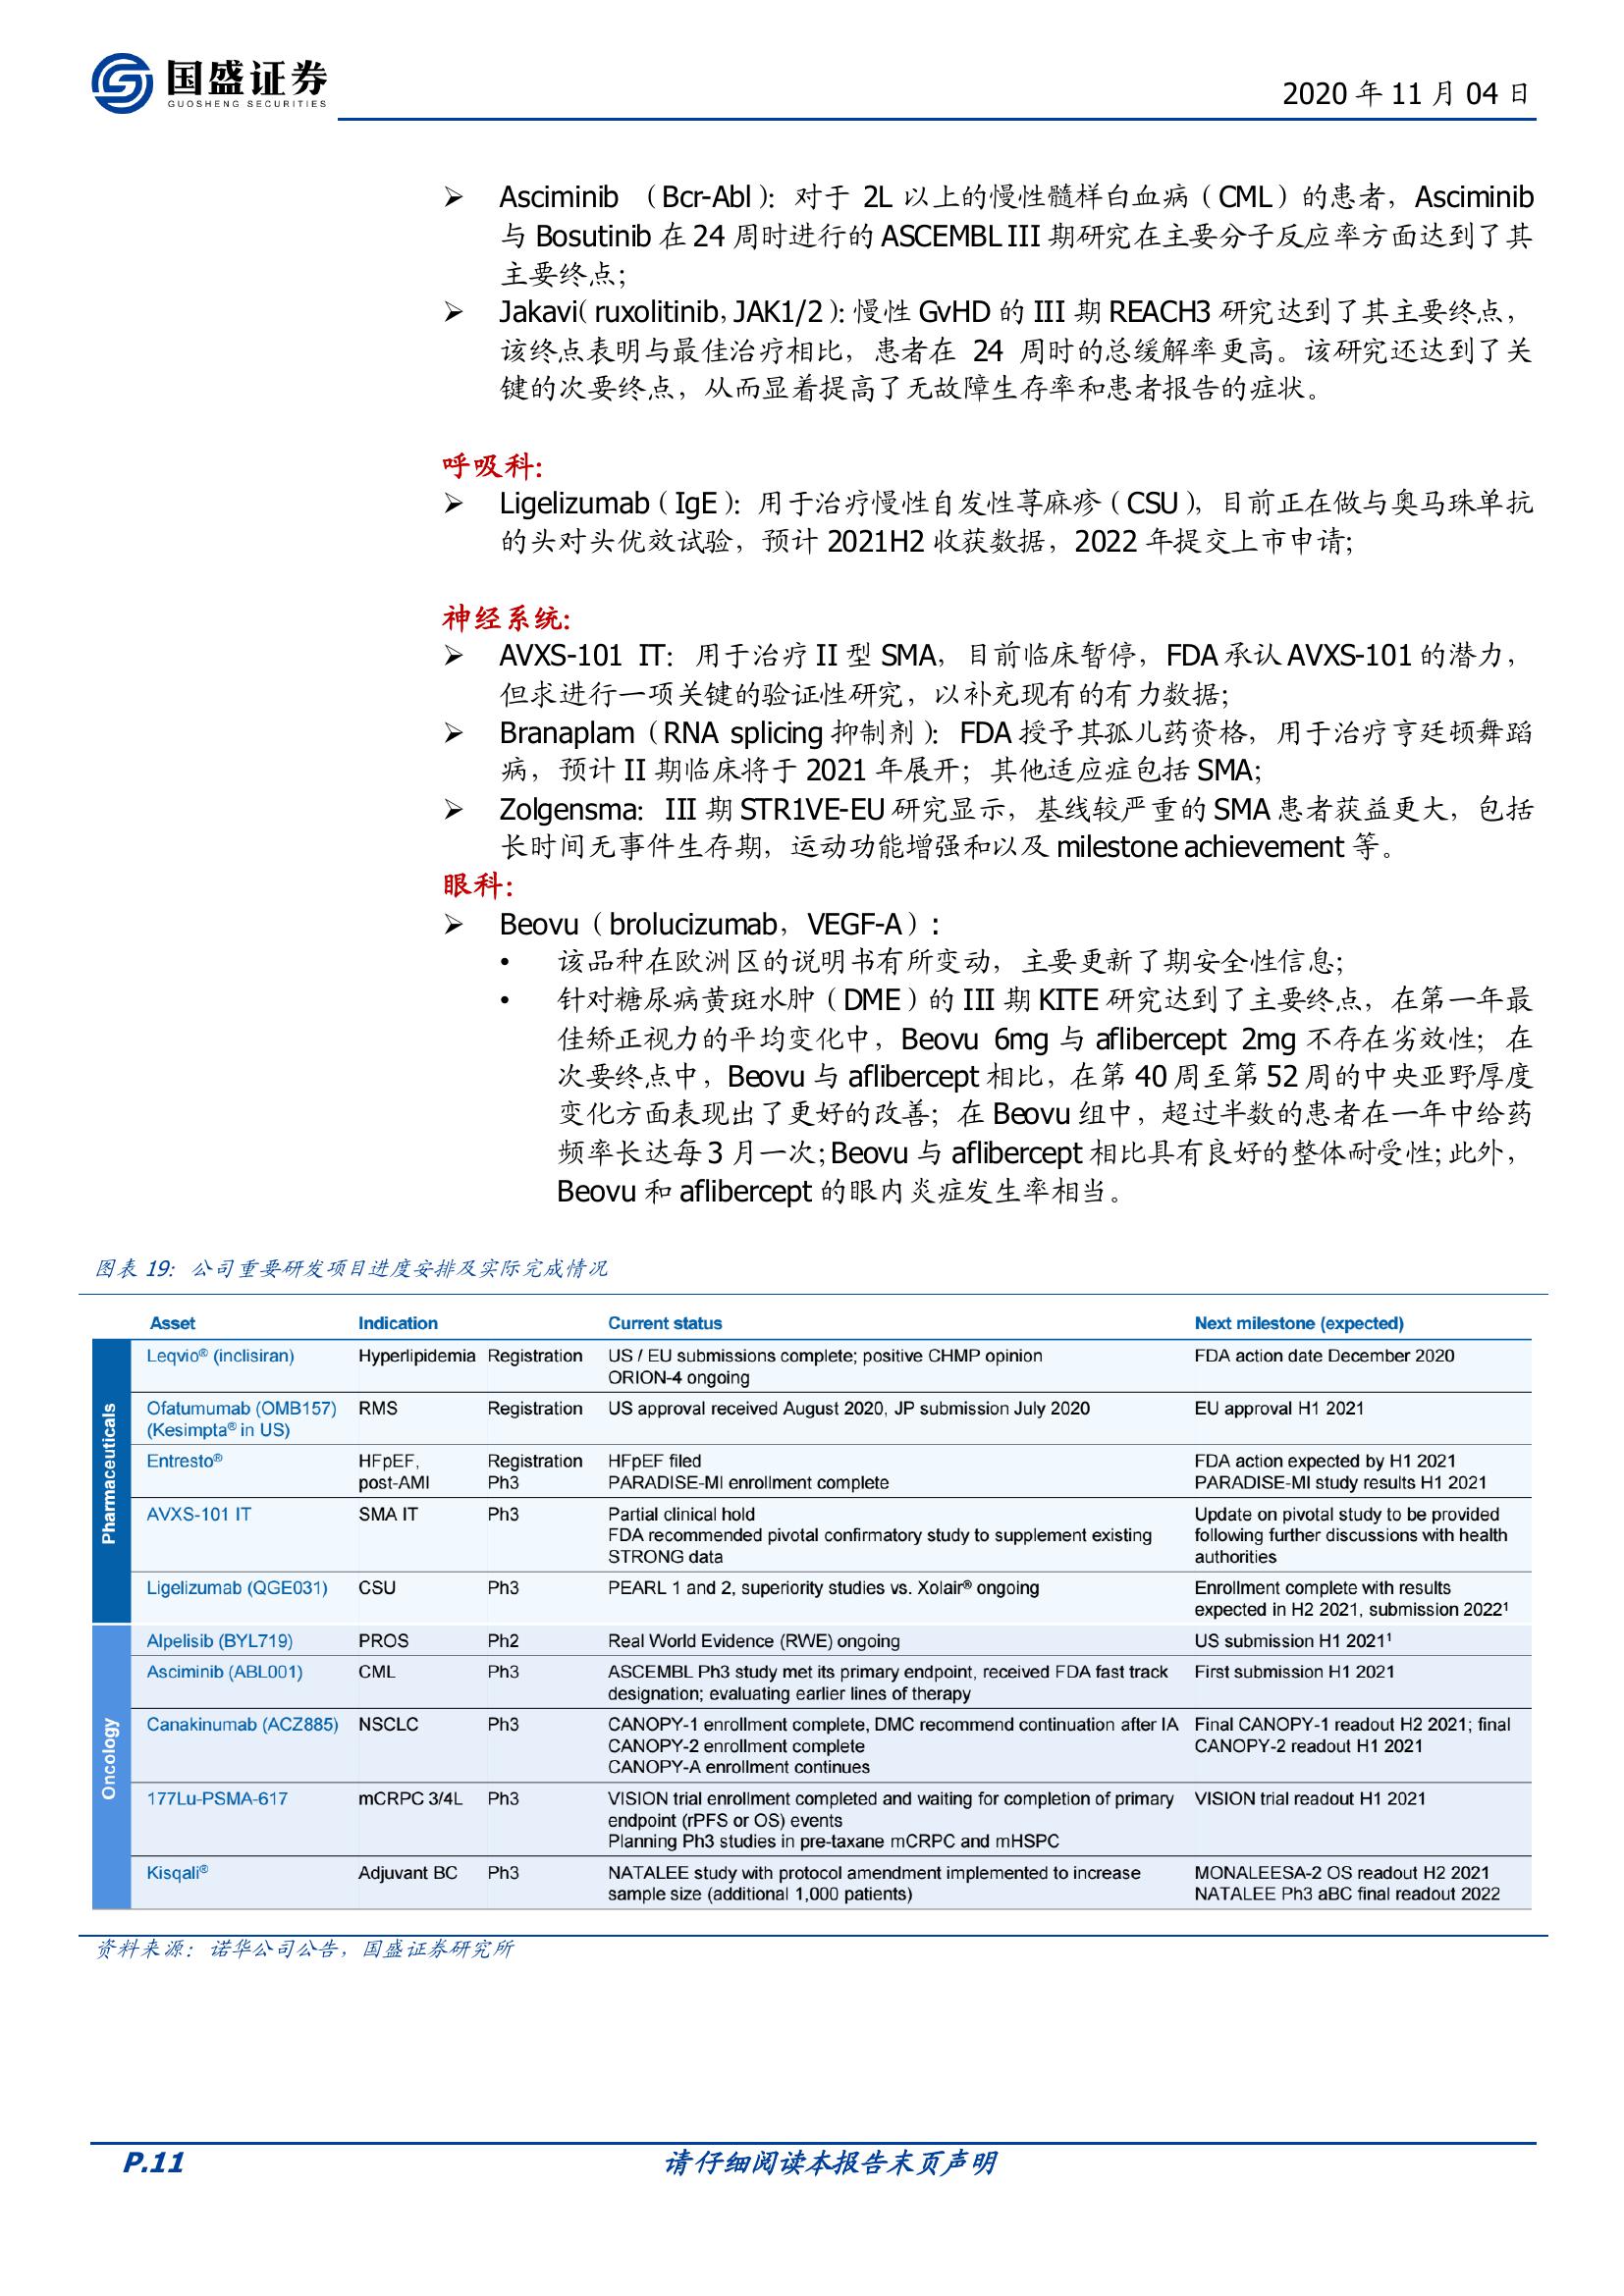 国盛证券
GUOSHENG SECURITIES
2020 年 11 月 04 日
➢ Asciminib （Bcr-Abl）：对于 2L 以上的慢性髓样白血病（CML）的患者，Asciminib
与 Bosutinib 在 24 周时进行的 ASCEMBL III 期研究在主要分子反应率方面达到了其
主要终点；
➢ Jakavi（ruxolitinib，JAK1/2）：慢性 GvHD 的 III 期 REACH3 研究达到了其主要终点，
该终点表明与最佳治疗相比，患者在 24 周时的总缓解率更高。该研究还达到了关
键的次要终点，从而显着提高了无故障生存率和患者报告的症状。
呼吸科：
➢ Ligelizumab（IgE）：用于治疗慢性自发性荨麻疹（CSU），目前正在做与奥马珠单抗
的头对头优效试验，预计 2021H2 收获数据，2022 年提交上市申请；
神经系统：
➢ AVXS-101 IT：用于治疗 II 型 SMA，目前临床暂停，FDA 承认 AVXS-101 的潜力，
但求进行一项关键的验证性研究，以补充现有的有力数据；
➢ Branaplam（RNA splicing 抑制剂）：FDA 授予其孤儿药资格，用于治疗亨廷顿舞蹈
病，预计 II 期临床将于 2021 年展开；其他适应症包括 SMA；
➢ Zolgensma：III 期 STR1VE-EU 研究显示，基线较严重的 SMA 患者获益更大，包括
长时间无事件生存期，运动功能增强和以及 milestone achievement 等。
眼科：
➢ Beovu（brolucizumab，VEGF-A）：
• 该品种在欧洲区的说明书有所变动，主要更新了期安全性信息；
• 针对糖尿病黄斑水肿（DME）的 III 期 KITE 研究达到了主要终点，在第一年最
佳矫正视力的平均变化中，Beovu 6mg 与 aflibercept 2mg 不存在劣效性；在
次要终点中，Beovu 与 aflibercept 相比，在第 40 周至第 52 周的中央亚野厚度
变化方面表现出了更好的改善；在 Beovu 组中，超过半数的患者在一年中给药
频率长达每 3 月一次；Beovu 与 aflibercept 相比具有良好的整体耐受性；此外，
Beovu 和 aflibercept 的眼内炎症发生率相当。
图表 19：公司重要研发项目进度安排及实际完成情况
Asset Indication Current status Next milestone (expected)
Pharmaceuticals
Leqvio® (inclisiran) Hyperlipidemia Registration US / EU submissions complete; positive CHMP opinion FDA action date December 2020
ORION-4 ongoing
Ofatumumab (OMB157) RMS Registration US approval received August 2020, JP submission July 2020 EU approval H1 2021
(Kesimpta® in US)
Entresto® HFpEF, Registration HFpEF filed FDA action expected by H1 2021
post-AMI Ph3 PARADISE-MI enrollment complete PARADISE-MI study results H1 2021
AVXS-101 IT SMA IT Ph3 Partial clinical hold Update on pivotal study to be provided
FDA recommended pivotal confirmatory study to supplement existing following further discussions with health
STRONG data authorities
Ligelizumab (QGE031) CSU Ph3 PEARL 1 and 2, superiority studies vs. Xolair® ongoing Enrollment complete with results
expected in H2 2021, submission 2022¹
Oncology
Alpelisib (BYL719) PROS Ph2 Real World Evidence (RWE) ongoing US submission H1 2021¹
Asciminib (ABL001) CML Ph3 ASCEMBL Ph3 study met its primary endpoint, received FDA fast track First submission H1 2021
designation; evaluating earlier lines of therapy
Canakinumab (ACZ885) NSCLC Ph3 CANOPY-1 enrollment complete, DMC recommend continuation after IA Final CANOPY-1 readout H2 2021; final
CANOPY-2 enrollment complete CANOPY-2 readout H1 2021
CANOPY-A enrollment continues
177Lu-PSMA-617 mCRPC 3/4L Ph3 VISION trial enrollment completed and waiting for completion of primary VISION trial readout H1 2021
endpoint (rPFS or OS) events
Planning Ph3 studies in pre-taxane mCRPC and mHSPC
Kisqali® Adjuvant BC Ph3 NATALEE study with protocol amendment implemented to increase MONALEESA-2 OS readout H2 2021
sample size (additional 1,000 patients) NATALEE Ph3 aBC final readout 2022
资料来源：诺华公司公告，国盛证券研究所
P.11 请仔细阅读本报告末页声明